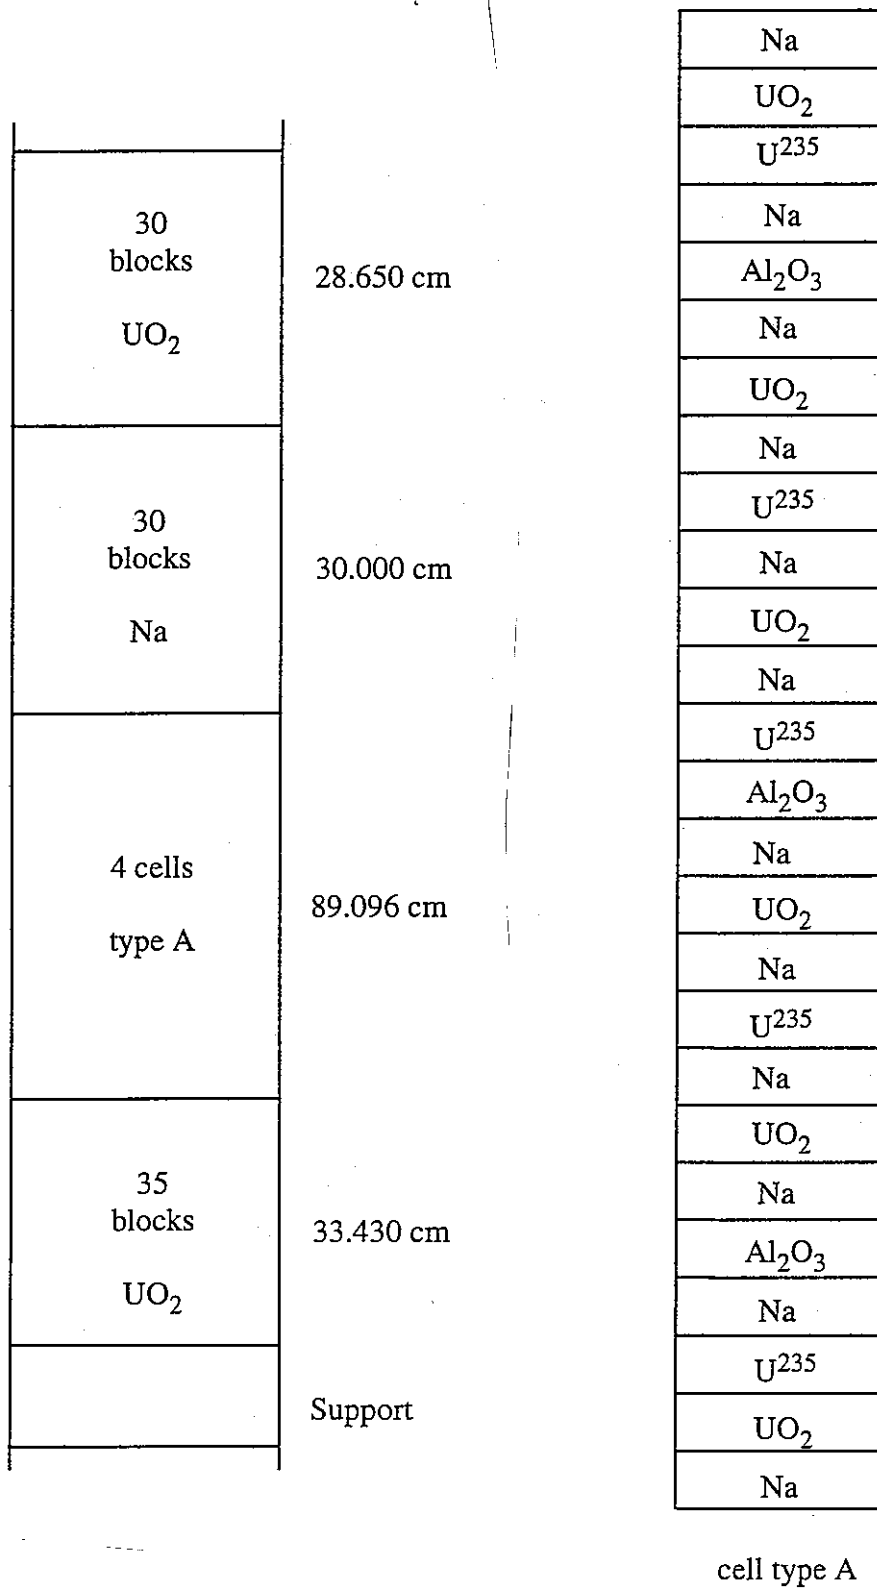 30
blocks
UO2
28.650 cm
30
blocks
Na
30.000 cm
4 cells
type A
89.096 cm
35
blocks
UO2
33.430 cm
Support
Na
UO2
U235
Na
Al2O3
Na
UO2
Na
U235
Na
UO2
Na
U235
Al2O3
Na
UO2
Na
U235
Na
UO2
Na
Al2O3
Na
U235
UO2
Na
cell type A